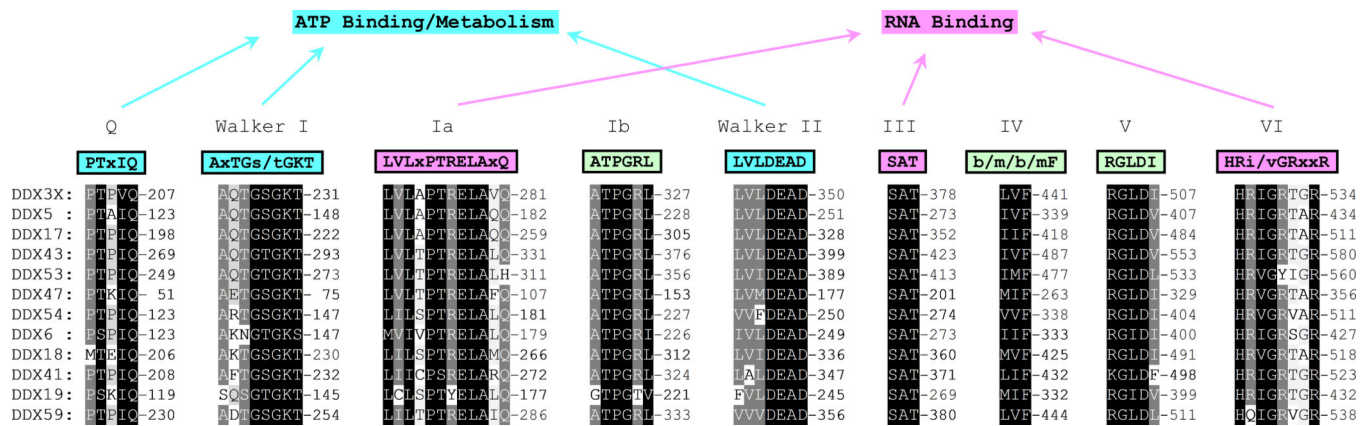 ATP Binding/Metabolism RNA Binding
Q Walker I Ia Ib Walker II III IV V VI
PTxIQ AxTGs/tGKT LVLxPTRELAxQ ATPGRL LVLDEAD SAT b/m/b/mF RGLDI HRi/vGRxxR
DDX3X: PTPVQ-207 AQTGSGKT-231 LVLAPTRELAVQ-281 ATPGRL-327 LVLDEAD-350 SAT-378 LVF-441 RGLDI-507 HRIGRTGR-534
DDX5 : PTAIQ-123 AQTGSGKT-148 LVLAPTRELAQQ-182 ATPGRL-228 LVLDEAD-251 SAT-273 IVF-339 RGLDV-407 HRIGRTAR-434
DDX17: PTPIQ-198 AQTGSGKT-222 LVLAPTRELAQQ-259 ATPGRL-305 LVLDEAD-328 SAT-352 IIF-418 RGLDV-484 HRIGRTAR-511
DDX43: PTPIQ-269 AQTGTGKT-293 LVLTPTRELALQ-331 ATPGRL-376 LVLDEAD-399 SAT-423 IVF-487 RGLDV-553 HRIGRTGR-580
DDX53: PTPIQ-249 AQTGTGKT-273 LVLTPTRELALH-311 ATPGRL-356 LVIDEAD-389 SAT-413 IMF-477 RGLDL-533 HRVGYIGR-560
DDX47: PTKIQ- 51 AETGSGKT- 75 LVLTPTRELAFQ-107 ATPGRL-153 LVMDEAD-177 SAT-201 MIF-263 RGLDI-329 HRVGRTAR-356
DDX54: PTPIQ-123 ARTGSGKT-147 LILSPTRELALQ-181 ATPGRL-227 VVFDEAD-250 SAT-274 VVF-338 RGLDI-404 HRVGRVAR-511
DDX6 : PSPIQ-123 AKNGTGKS-147 MVIVPTRELALQ-179 ATPGRL-226 IVLDEAD-249 SAT-273 IIF-333 RGIDI-400 HRIGRSGR-427
DDX18: MTEIQ-206 AKTGSGKT-230 LILSPTRELAMQ-266 ATPGRL-312 LILDEAD-336 SAT-360 MVF-425 RGLDI-491 HRVGRTAR-518
DDX41: PTPIQ-208 AFTGSGKT-232 LIICPSRELARQ-272 ATPGRL-324 LALDEAD-347 SAT-371 LIF-432 KGLDF-498 HRIGRTGR-523
DDX19: PSKIQ-119 SQSGTGKT-145 LCLSPTYELALQ-177 GTPGTV-221 FVLDEAD-245 SAT-269 MIF-332 RGIDV-399 HRIGRTGR-432
DDX59: PTPIQ-230 ADTGSGKT-254 LILTPTRELAIQ-286 ATPGRL-333 VVVDEAD-356 SAT-380 LVF-444 RGLDL-511 HQIGRVGR-538